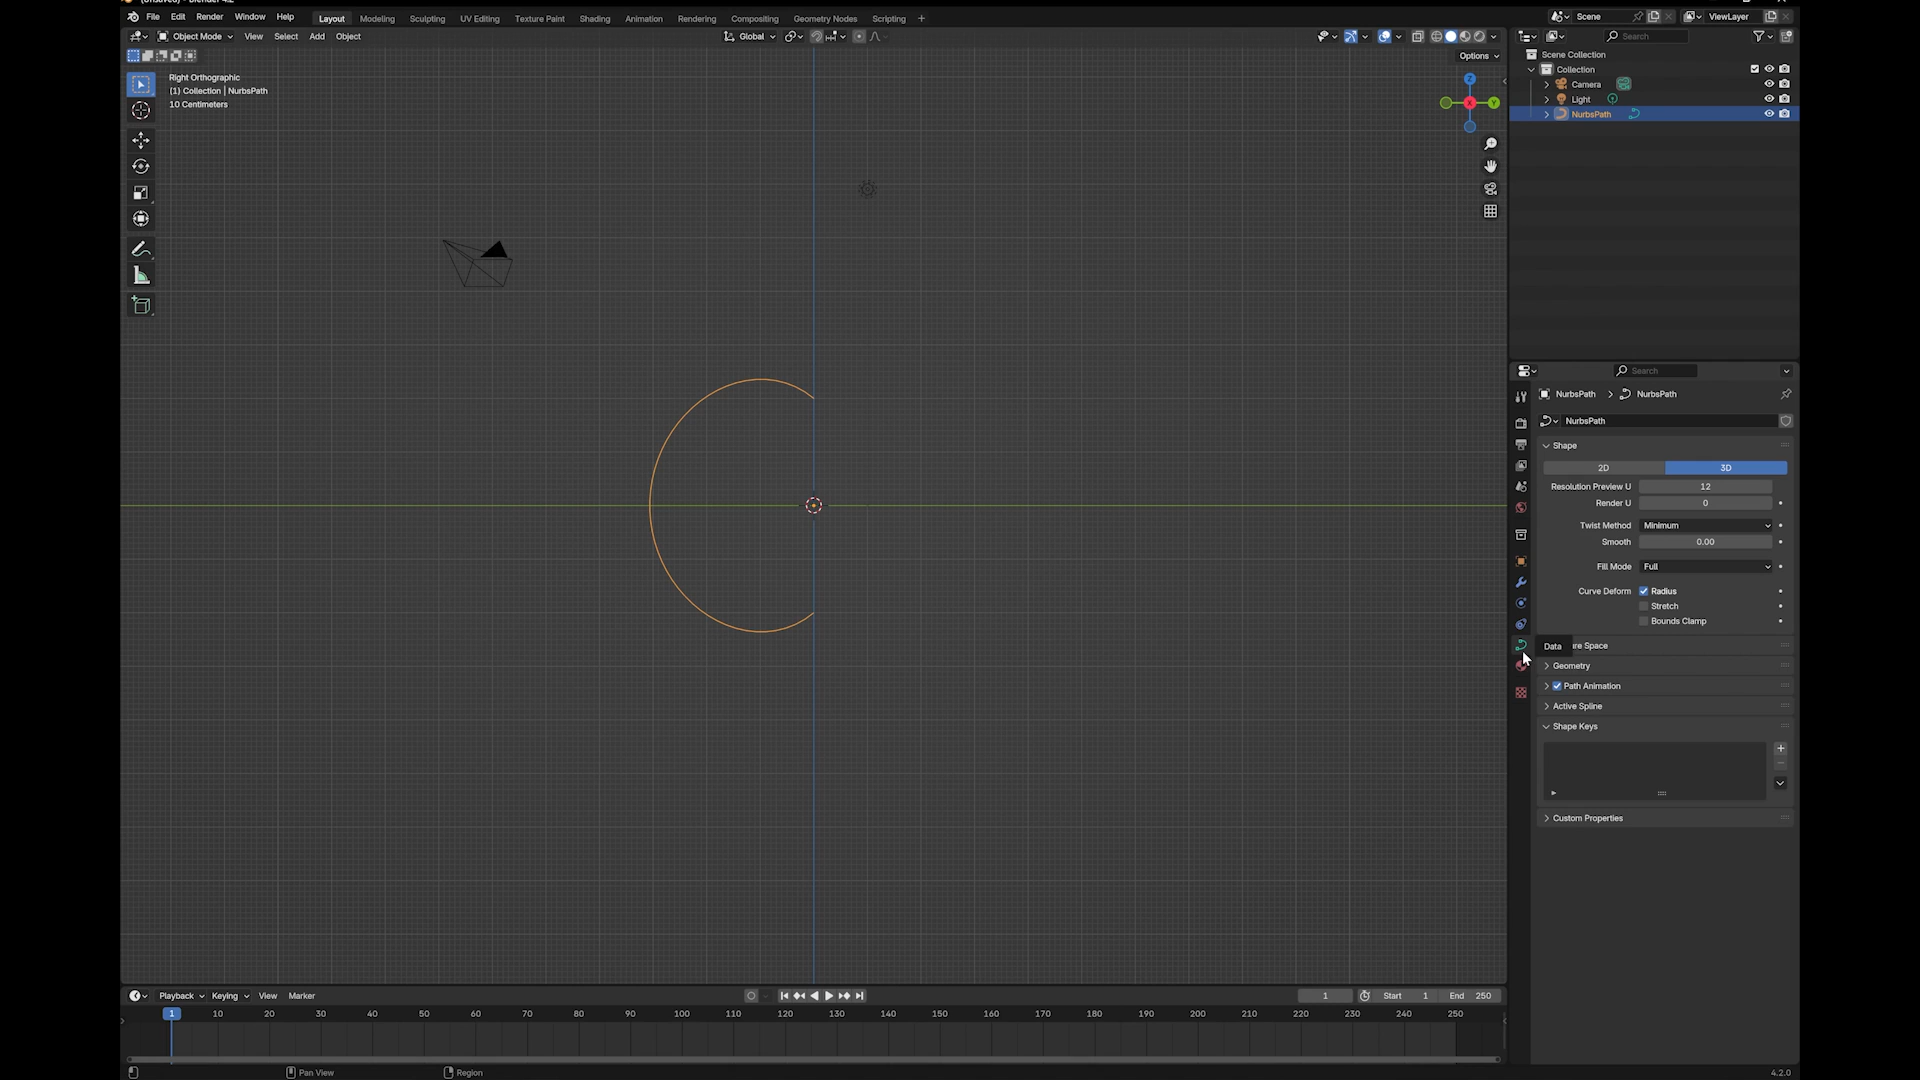 File Edit Render Window Help Layout Modeling Sculpting UV Editing Texture Paint Shading Animation Rendering Compositing Geometry Nodes Scripting + Scene ViewLayer
Object Mode View Select Add Object Global Search
Options
Right Orthographic
(1) Collection | NurbsPath
10 Centimeters
Z
Y
Scene Collection
Collection
Camera
Light
NurbsPath
Search
NurbsPath > NurbsPath
NurbsPath
Shape
2D 3D
Resolution Preview U 12
Render U 0
Twist Method Minimum
Smooth 0.00
Fill Mode Full
Curve Deform Radius
Stretch
Bounds Clamp
Data
re Space
Geometry
Path Animation
Active Spline
Shape Keys
Custom Properties
Playback Keying View Marker 1 Start 1 End 250
1 10 20 30 40 50 60 70 80 90 100 110 120 130 140 150 160 170 180 190 200 210 220 230 240 250
Pan View Region 4.2.0